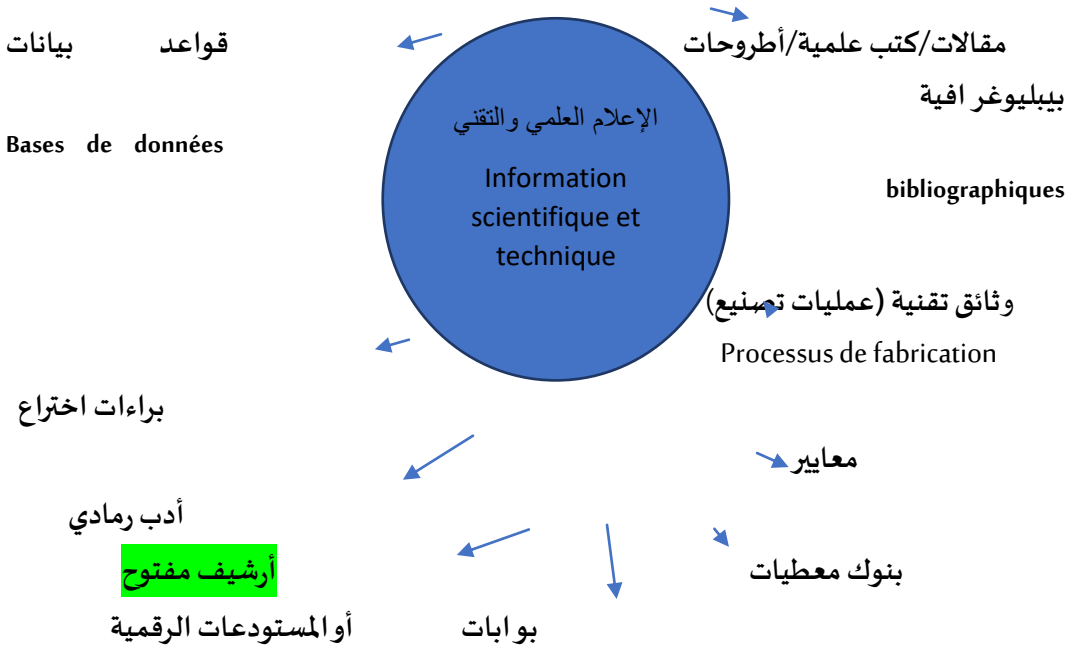 مقالات/كتب علمية/أطروحات
قواعد بيانات
بيبليوغرافية
Bases de données
bibliographiques
الإعلام العلمي والتقني
Information
scientifique et
technique
وثائق تقنية (عمليات تصنيع)
Processus de fabrication
براءات اختراع
معايير
أدب رمادي
أرشيف مفتوح
بنوك معطيات
بوابات
أو المستودعات الرقمية